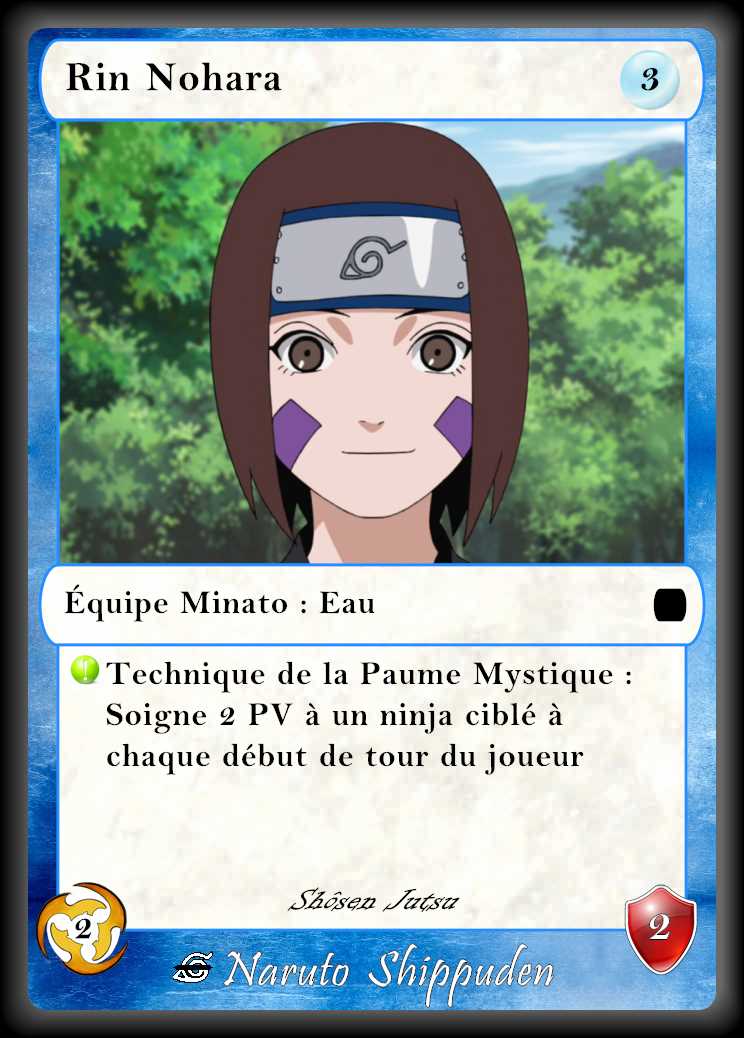 Rin Nohara
3
Équipe Minato : Eau
Technique de la Paume Mystique :
Soigne 2 PV à un ninja ciblé à
chaque début de tour du joueur
Shôsen Jutsu
2
2
Naruto Shippuden